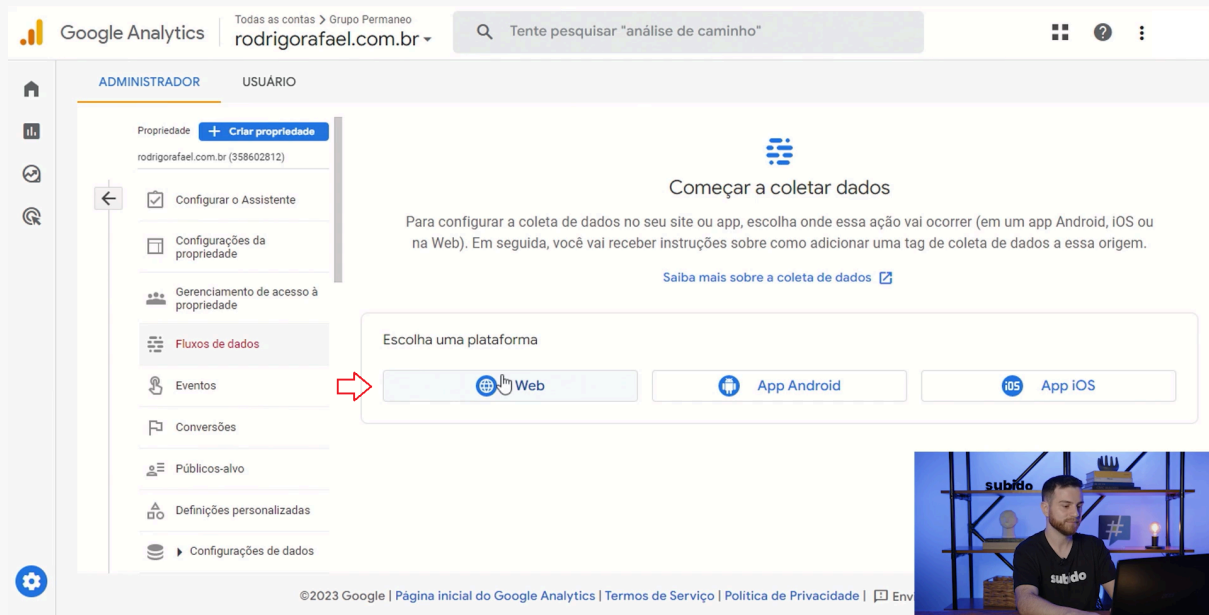 Google Analytics
Todas as contas > Grupo Permaneo
rodrigorafael.com.br
Tente pesquisar "análise de caminho"
ADMINISTRADOR
USUÁRIO
Propriedade
+ Criar propriedade
rodrigorafael.com.br (358602812)
Configurar o Assistente
Configurações da
propriedade
Gerenciamento de acesso à
propriedade
Fluxos de dados
Eventos
Conversões
Públicos-alvo
Definições personalizadas
Configurações de dados
Começar a coletar dados
Para configurar a coleta de dados no seu site ou app, escolha onde essa ação vai ocorrer (em um app Android, iOS ou
na Web). Em seguida, você vai receber instruções sobre como adicionar uma tag de coleta de dados a essa origem.
Saiba mais sobre a coleta de dados
Escolha uma plataforma
Web
App Android
iOS
App iOS
subido
#
subido
©2023 Google | Página inicial do Google Analytics | Termos de Serviço | Política de Privacidade | Env